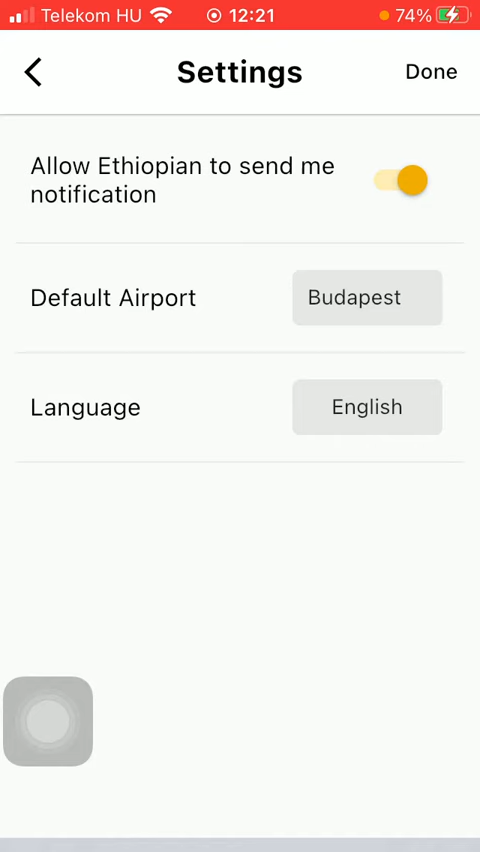 Telekom HU 12:21 74%
Settings
Done
Allow Ethiopian to send me
notification
Default Airport Budapest
Language English